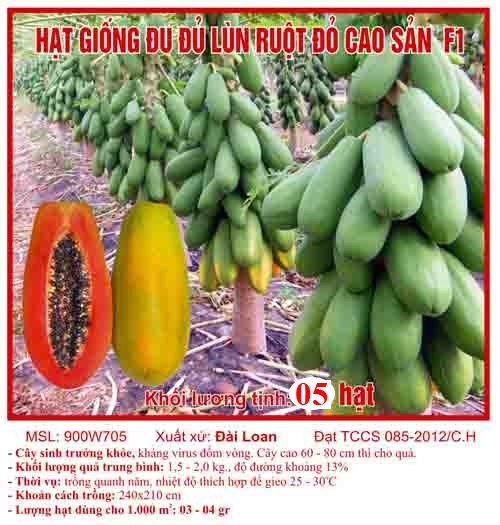 HẠT GIỐNG ĐU ĐỦ LÙN RUỘT ĐỎ CAO SẢN F1
Khối lượng tịnh: 05 hạt
MSL: 900W705 Xuất xứ: Đài Loan Đạt TCCS 085-2012/C.H
- Cây sinh trưởng khỏe, kháng virus đốm vòng. Cây cao 60 - 80 cm thì cho quả.
- Khối lượng quả trung bình: 1,5 - 2,0 kg., độ đường khoảng 13%
- Thời vụ: trồng quanh năm, nhiệt độ thích hợp để gieo 25 - 30°C
- Khoản cách trồng: 240x210 cm
- Lượng hạt dùng cho 1.000 m²: 03 - 04 gr